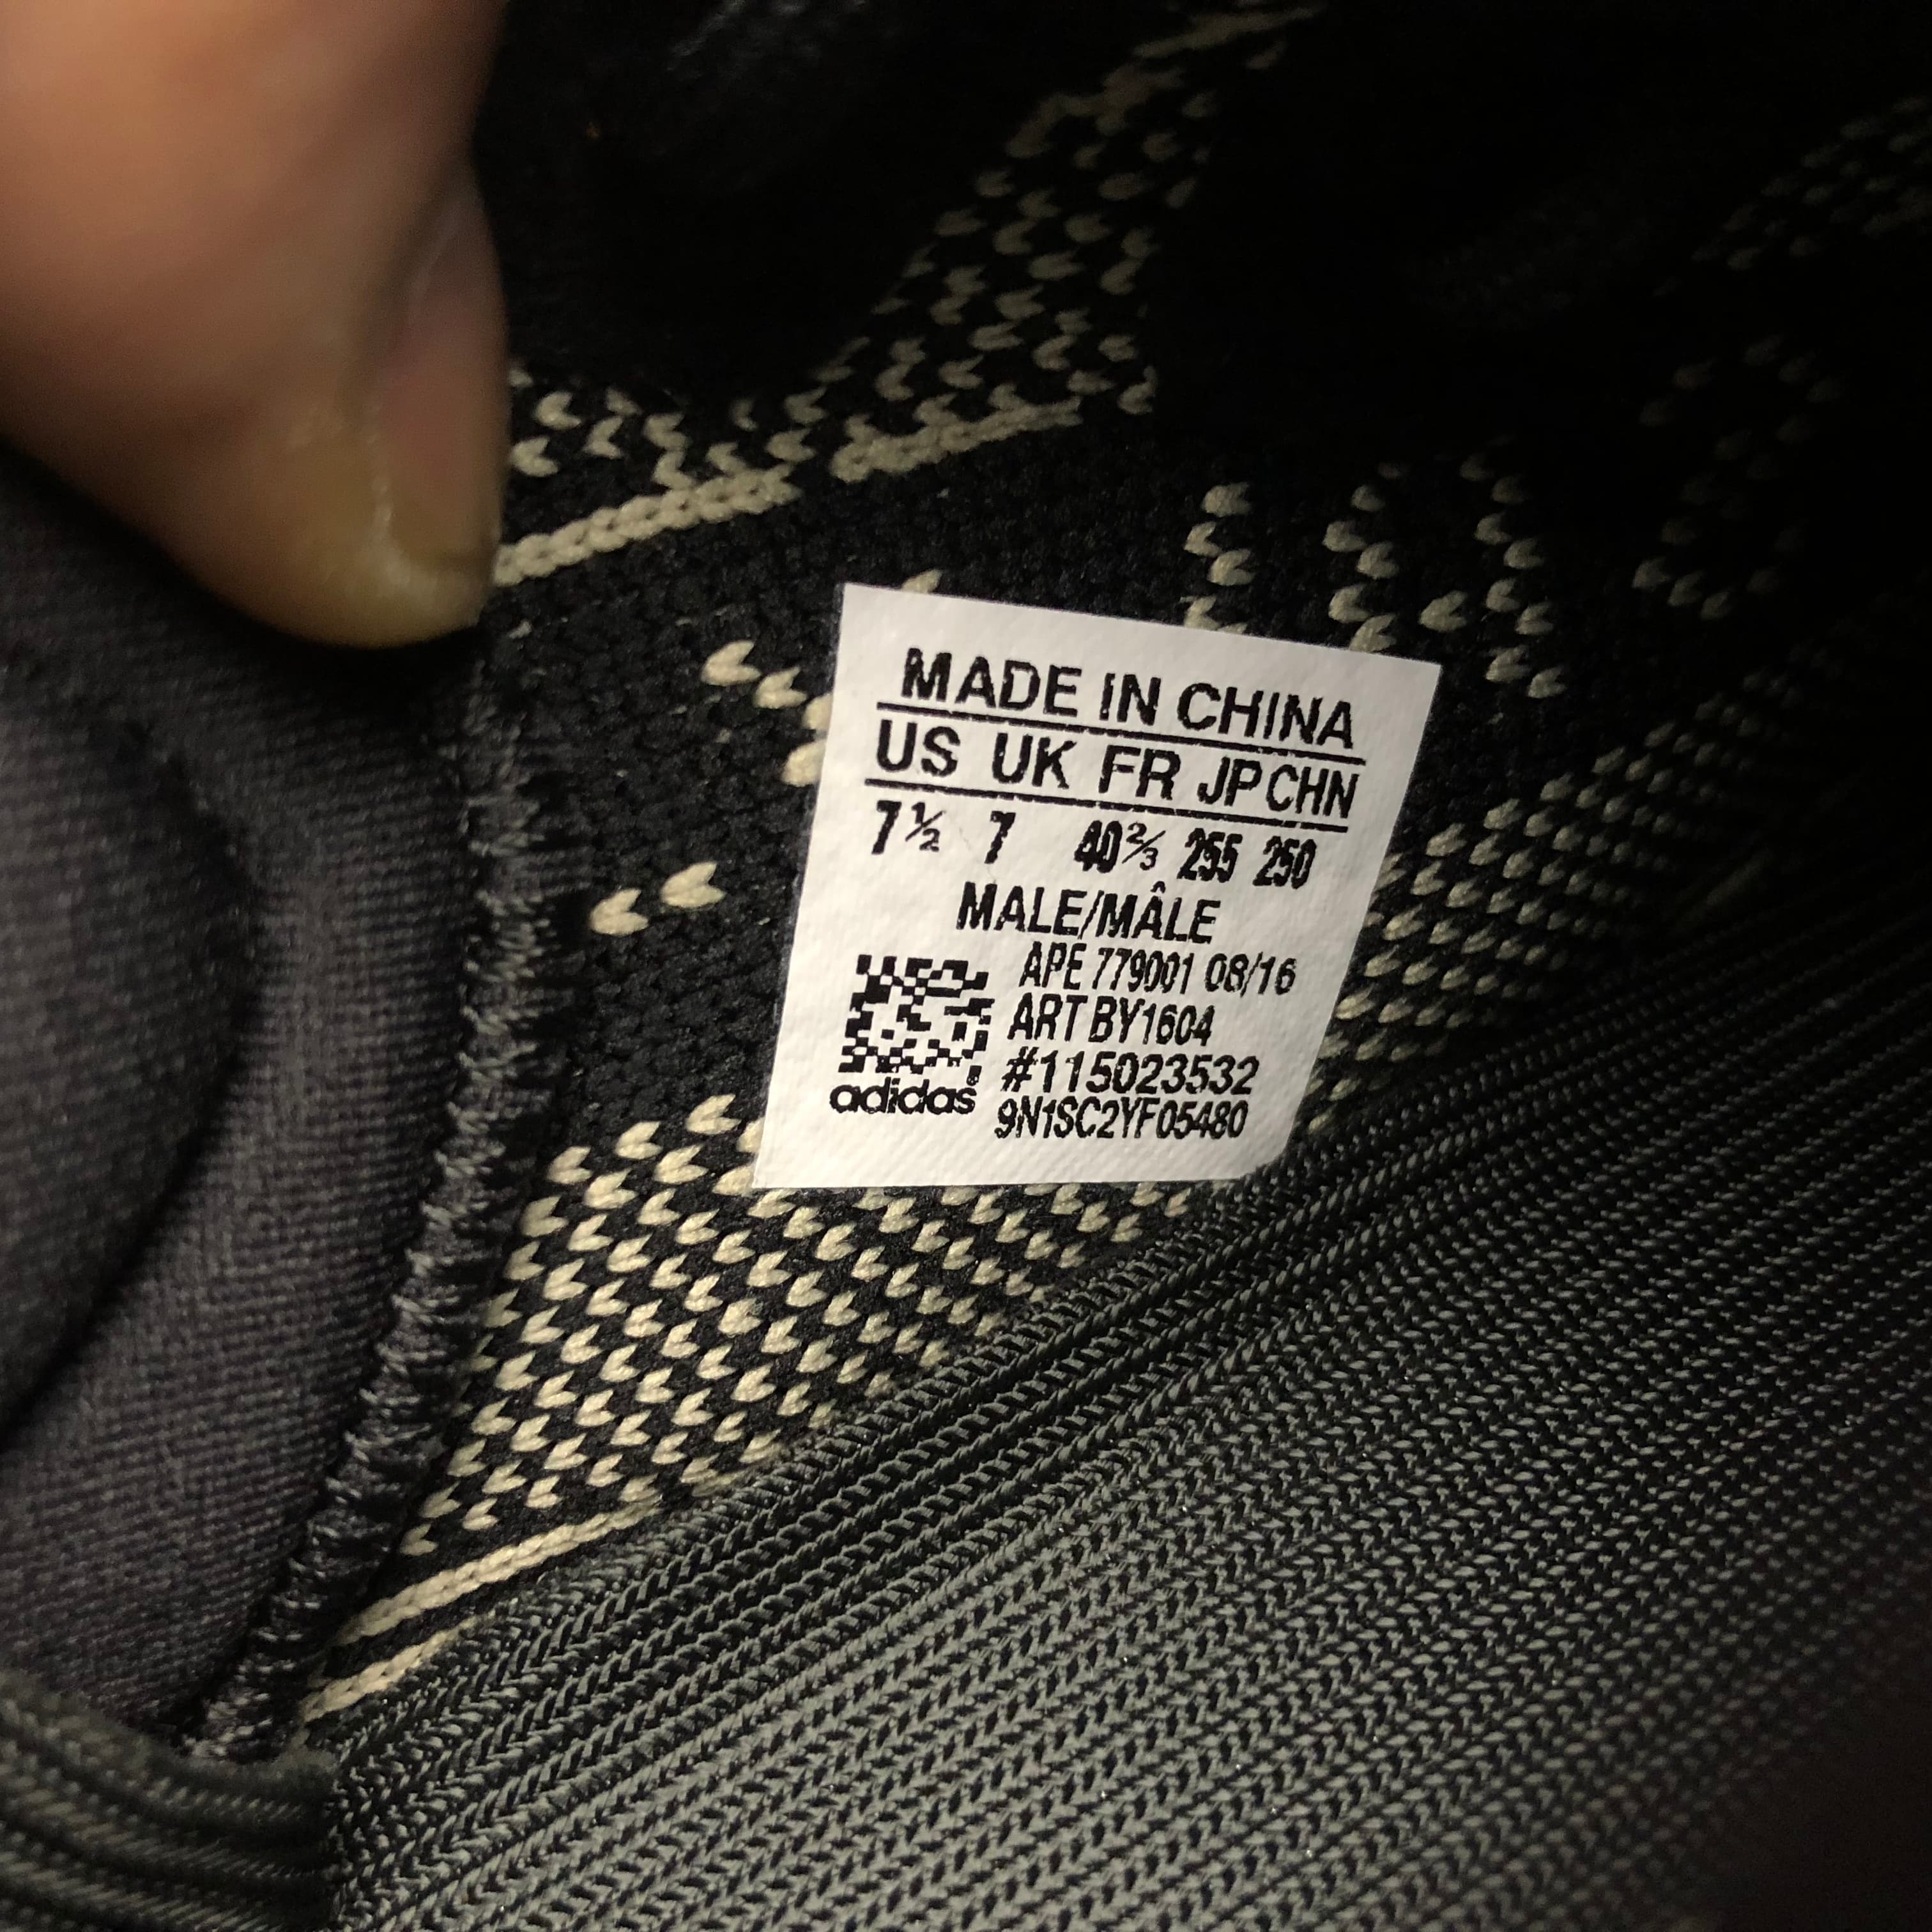 MADE IN CHINA
US UK FR JP CHN
7½ 7 40⅔ 255 250
MALE/MÂLE
APE 779001 08/16
ART BY1604
#115023532
adidas 9N1SC2YF05480